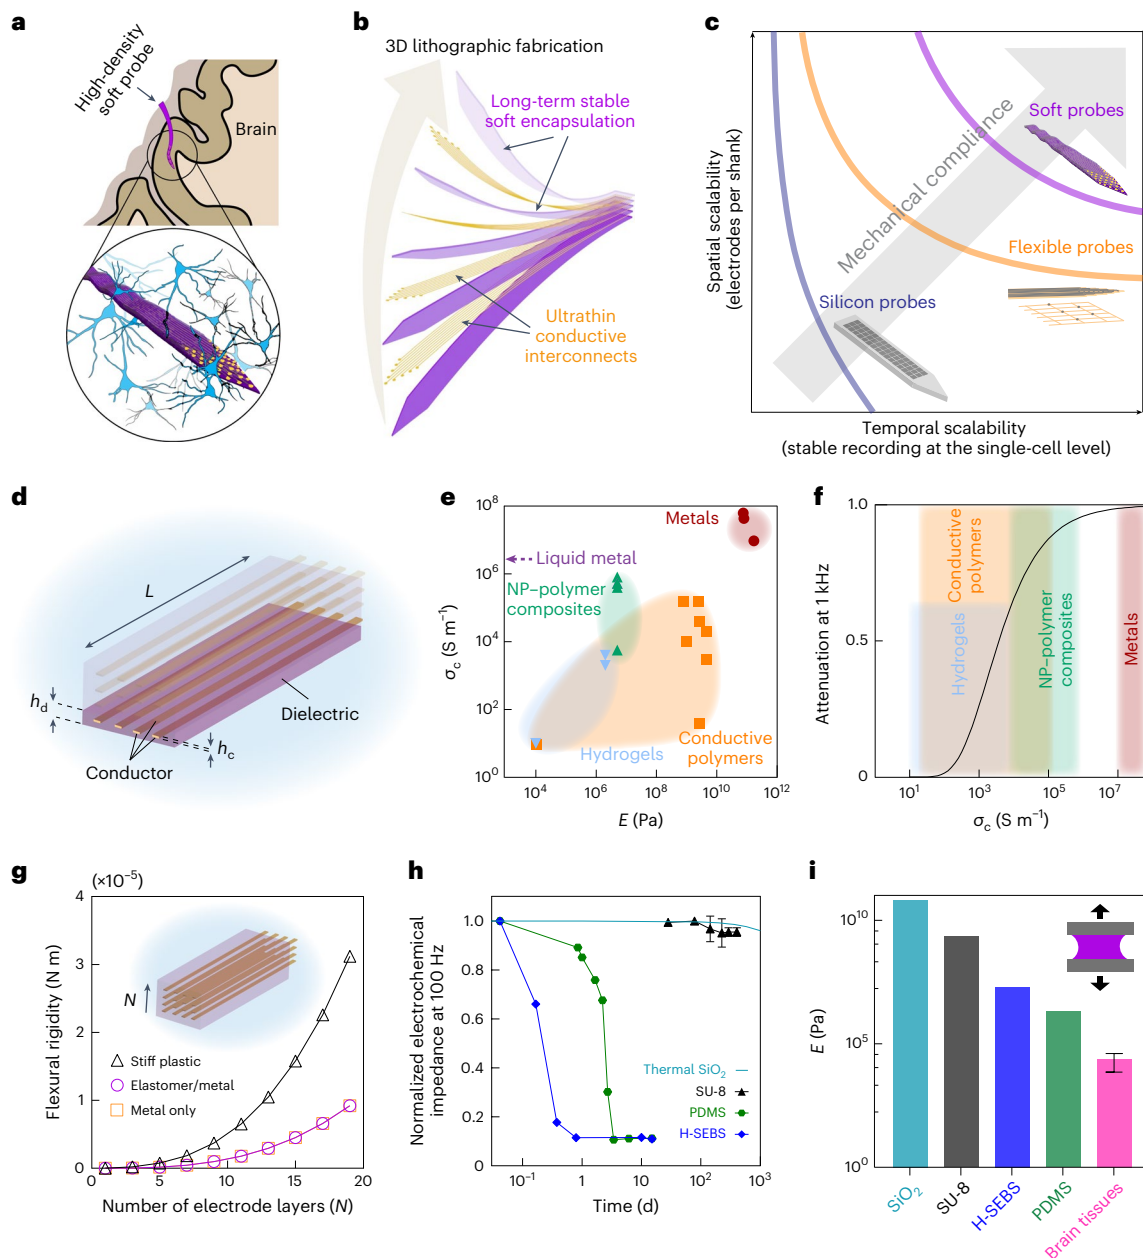 a
High-density
soft probe
Brain
b
3D lithographic fabrication
Long-term stable
soft encapsulation
Ultrathin
conductive
interconnects
c
Spatial scalability
(electrodes per shank)
Mechanical compliance
Soft probes
Flexible probes
Silicon probes
Temporal scalability
(stable recording at the single-cell level)
d
L
h_d
Dielectric
h_c
Conductor
e
10^8
10^6
10^4
10^2
10^0
σ_c (S m^−1)
Metals
Liquid metal
NP–polymer
composites
Hydrogels
Conductive
polymers
10^4
10^6
10^8
10^10
10^12
E (Pa)
f
1.0
0.5
0
Attenuation at 1 kHz
Conductive
polymers
Hydrogels
NP–polymer
composites
Metals
10^1
10^3
10^5
10^7
σ_c (S m^−1)
g
(×10^−5)
4
3
2
1
0
Flexural rigidity (N m)
N
Stiff plastic
Elastomer/metal
Metal only
0
5
10
15
20
Number of electrode layers (N)
h
1.0
0.8
0.6
0.4
0.2
0
Normalized electrochemical
impedance at 100 Hz
Thermal SiO_2
SU-8
PDMS
H-SEBS
10^−1
1
10^1
10^2
10^3
Time (d)
i
10^10
10^5
10^0
E (Pa)
SiO_2
SU-8
H-SEBS
PDMS
Brain tissues